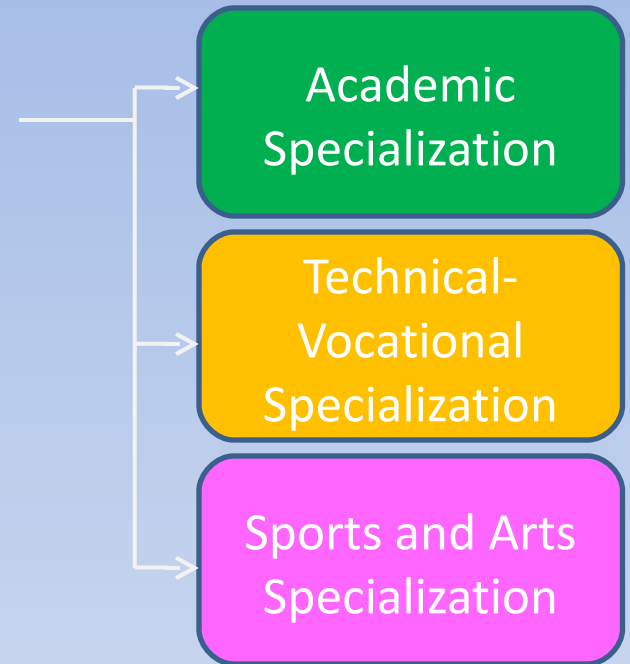 Academic
Specialization
Technical-
Vocational
Specialization
Sports and Arts
Specialization